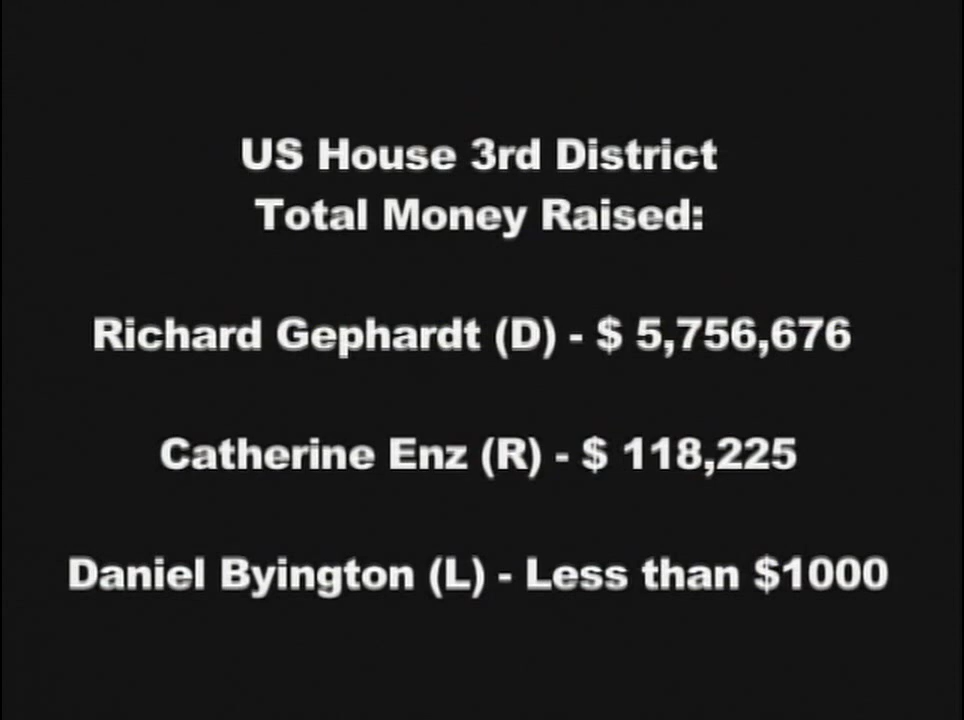 US House 3rd District
Total Money Raised:
Richard Gephardt (D) - $ 5,756,676
Catherine Enz (R) - $ 118,225
Daniel Byington (L) - Less than $1000